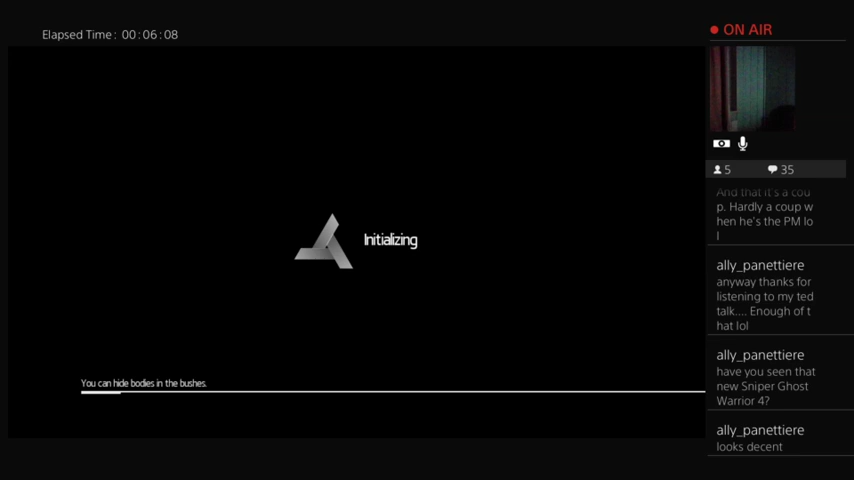 Elapsed Time: 00:06:08
ON AIR
5
35
And that it's a cou
p. Hardly a coup w
hen he's the PM lo
l
ally_panettiere
anyway thanks for
listening to my ted
talk.... Enough of t
hat lol
ally_panettiere
have you seen that
new Sniper Ghost
Warrior 4?
ally_panettiere
looks decent
Initializing
You can hide bodies in the bushes.